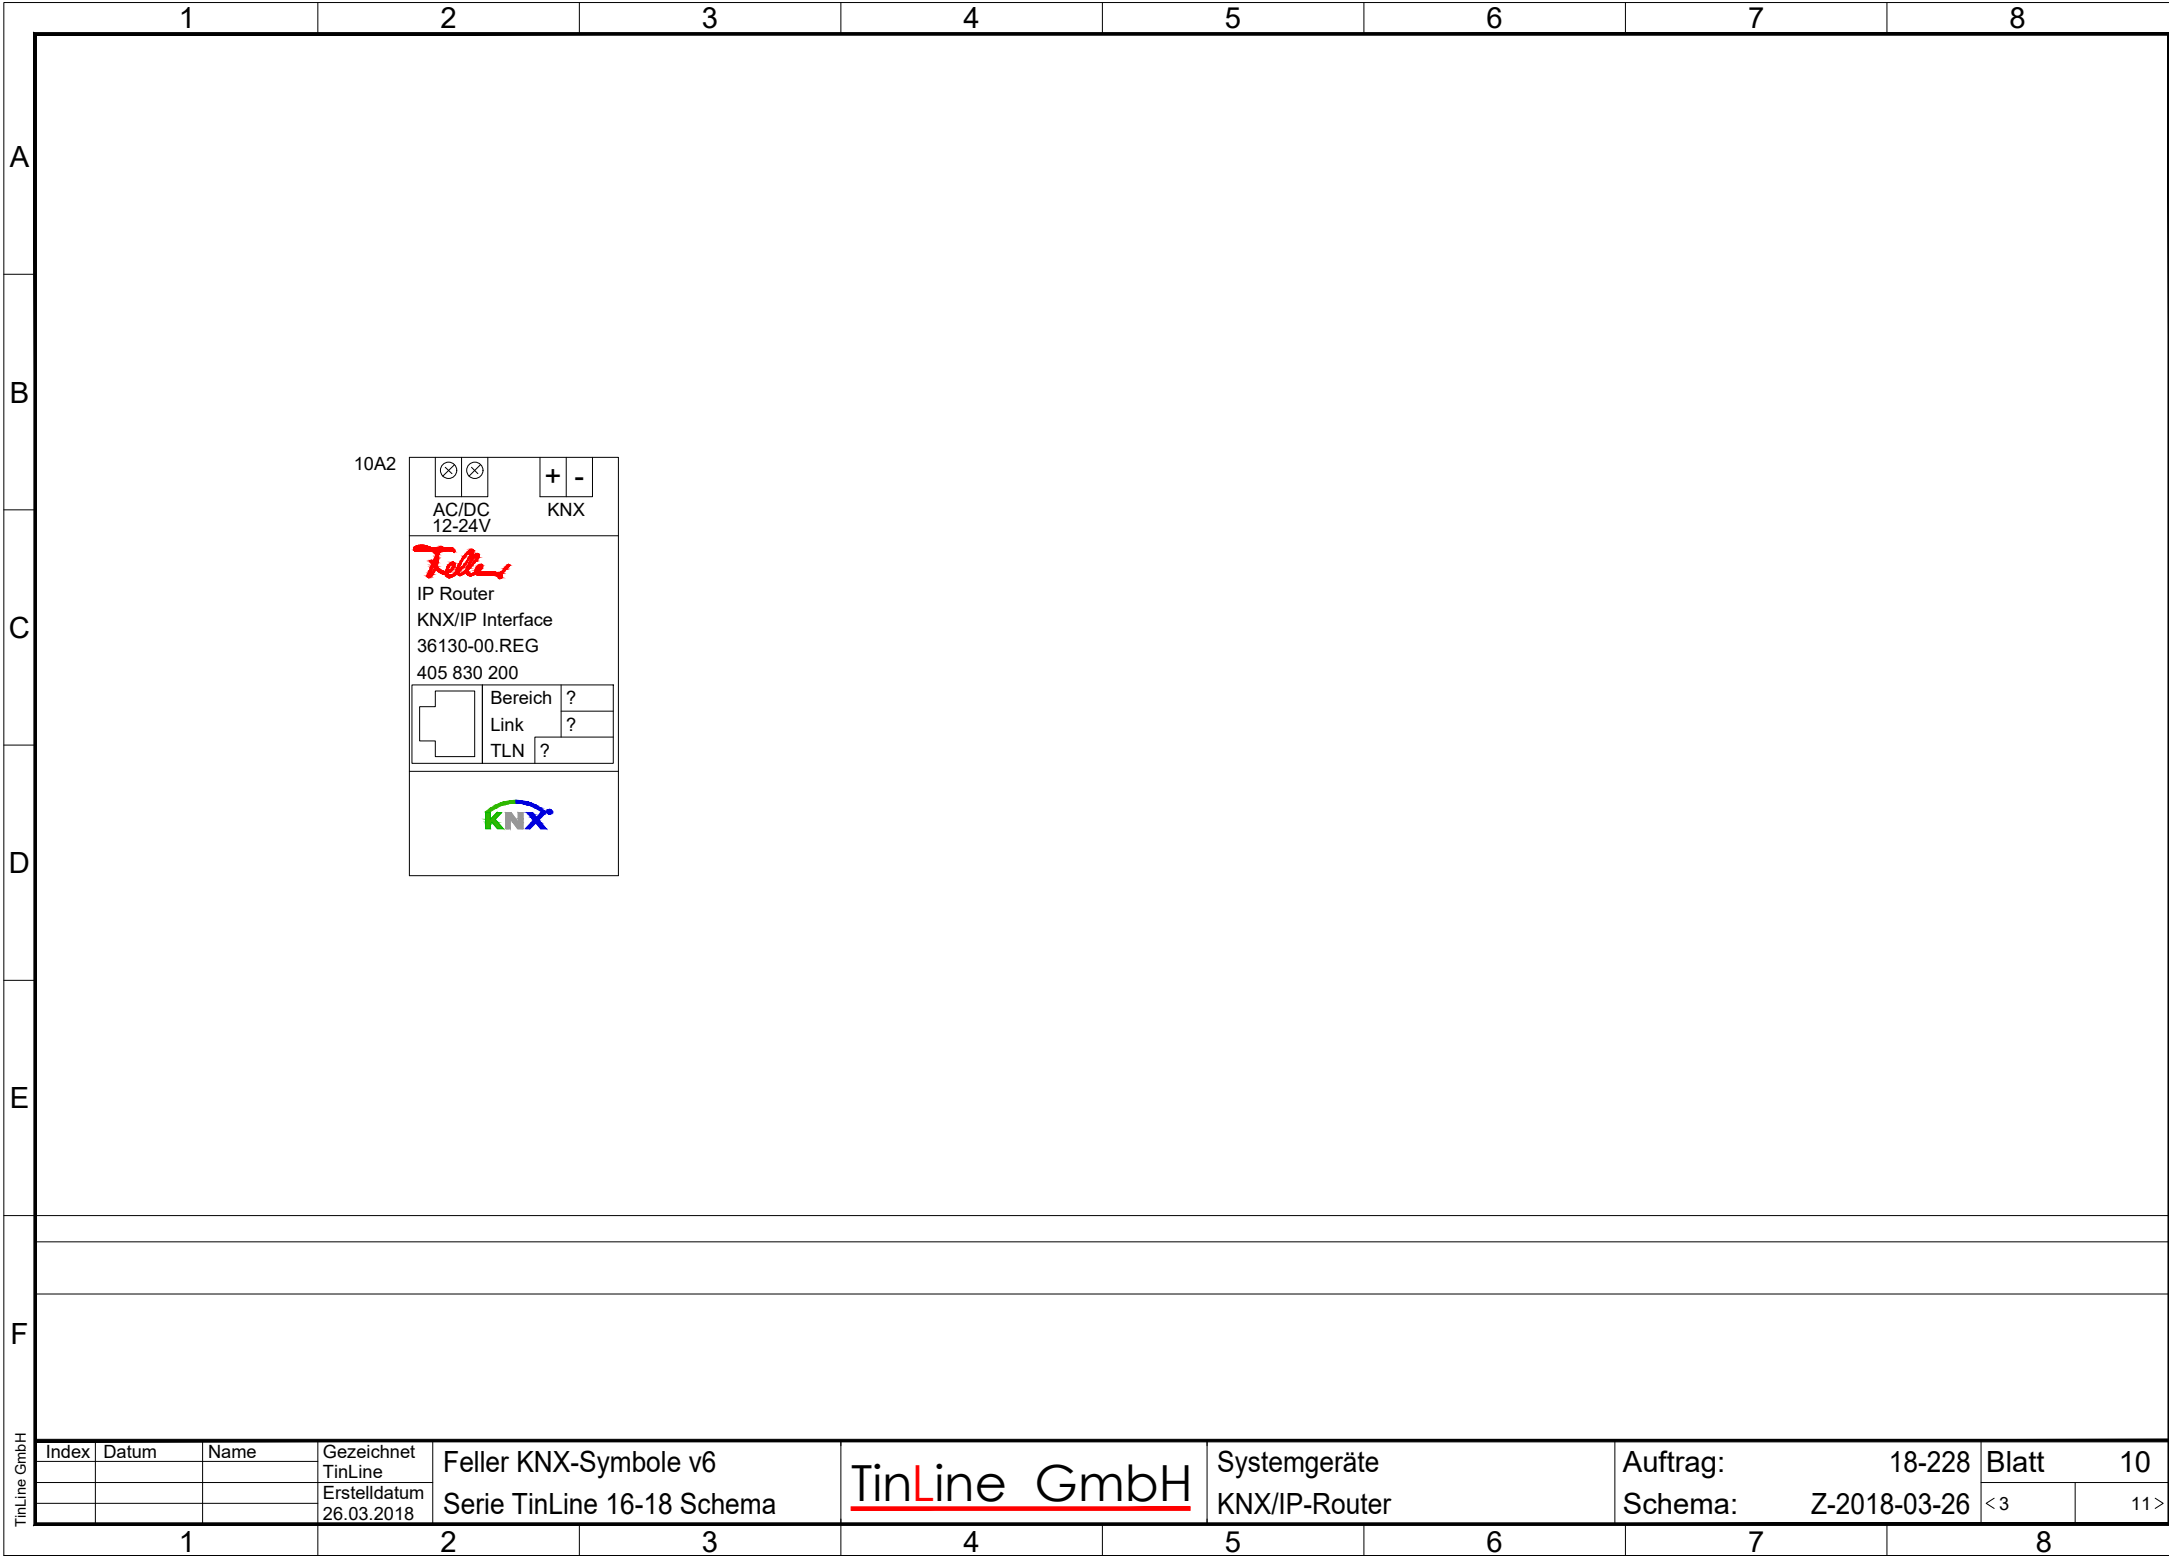 1 2 3 4 5 6 7 8
A
B
C
D
E
F
10A2
+ -
AC/DC
12-24V
KNX
Feller
IP Router
KNX/IP Interface
36130-00.REG
405 830 200
Bereich ?
Link ?
TLN ?
KNX
TinLine GmbH
Index Datum Name
Gezeichnet
TinLine
Erstelldatum
26.03.2018
Feller KNX-Symbole v6
Serie TinLine 16-18 Schema
TinLine GmbH
Systemgeräte
KNX/IP-Router
Auftrag: 18-228
Schema: Z-2018-03-26
Blatt 10
< 3 11 >
1 2 3 4 5 6 7 8